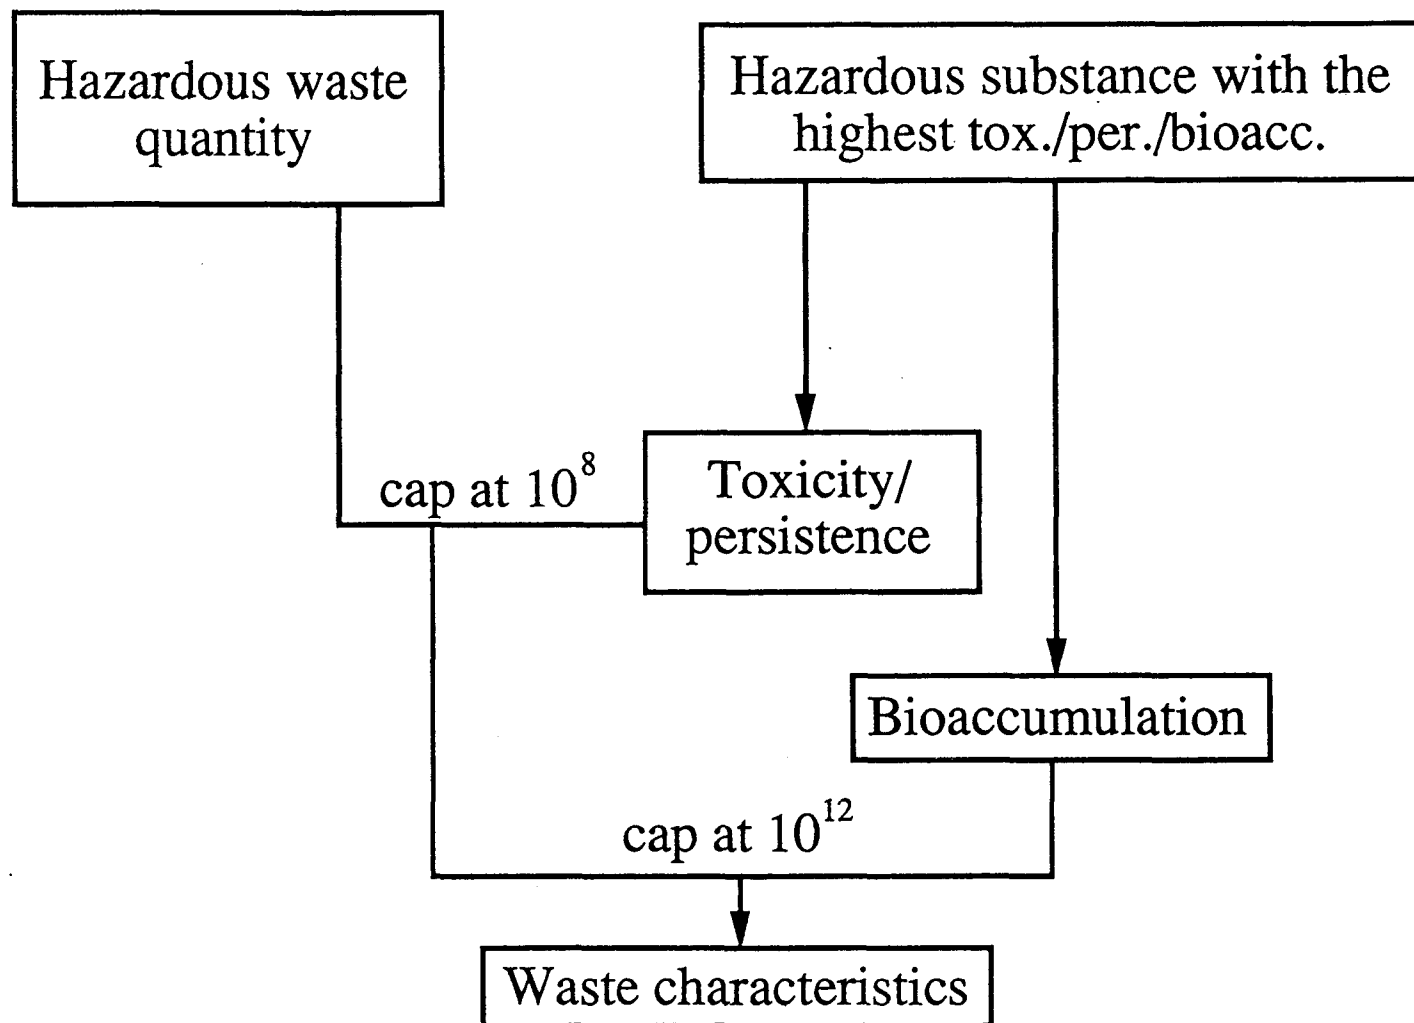 Hazardous waste
quantity
Hazardous substance with the
highest tox./per./bioacc.
cap at 10^8
Toxicity/
persistence
Bioaccumulation
cap at 10^12
Waste characteristics